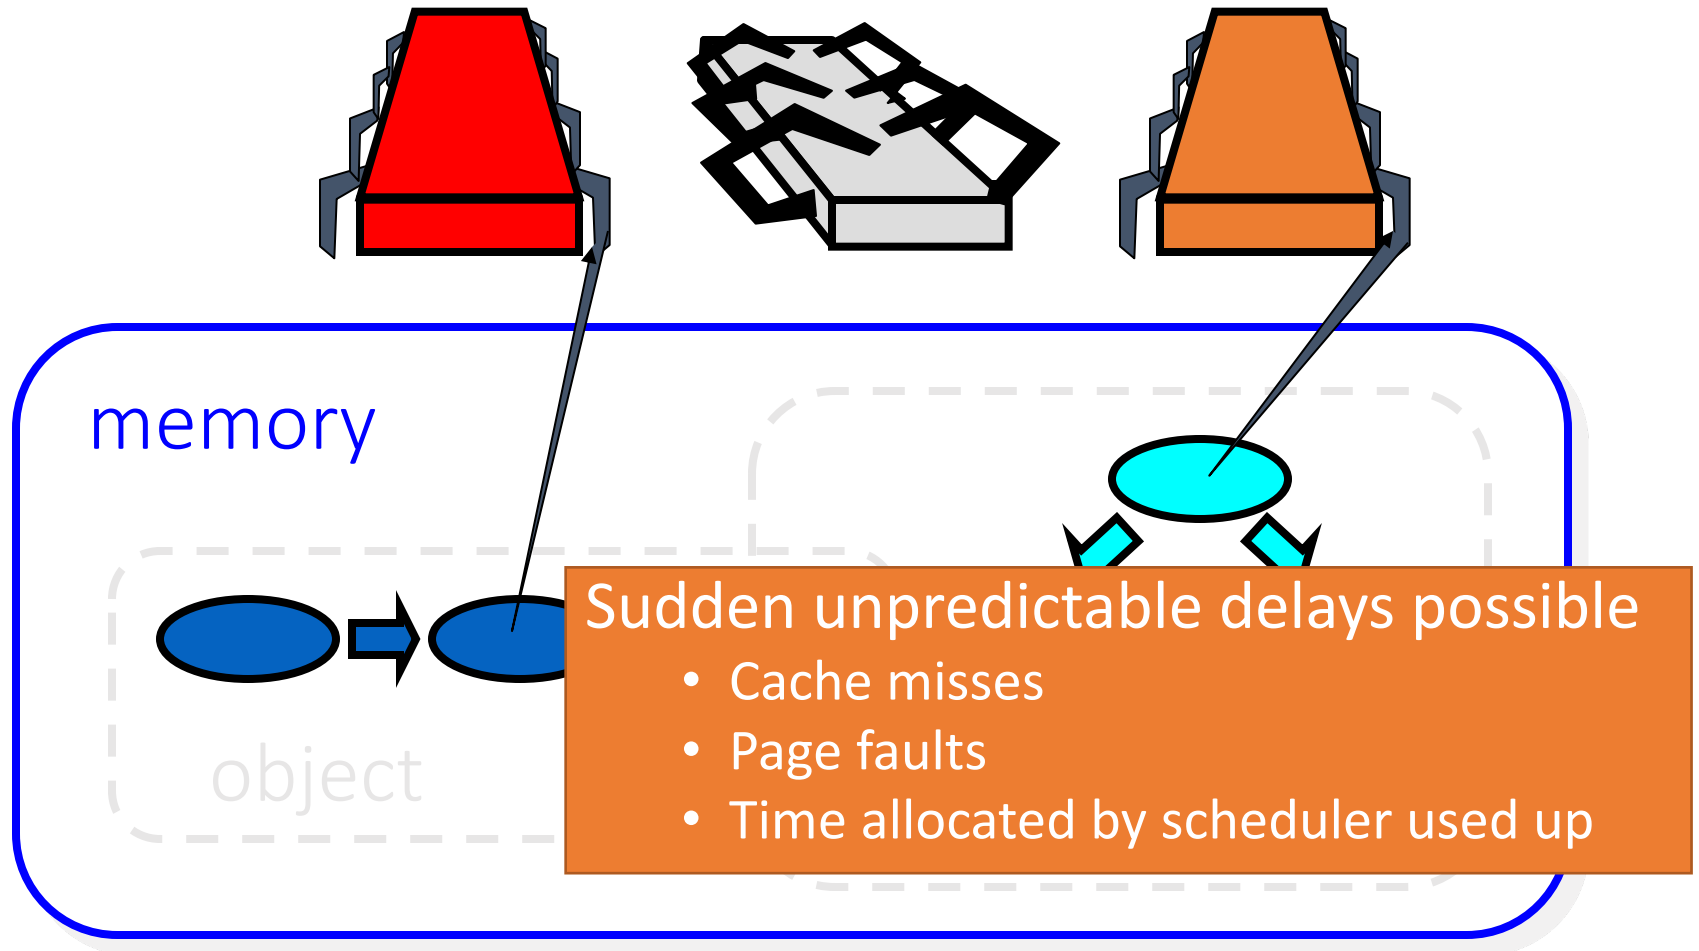 memory
object
Sudden unpredictable delays possible
• Cache misses
• Page faults
• Time allocated by scheduler used up